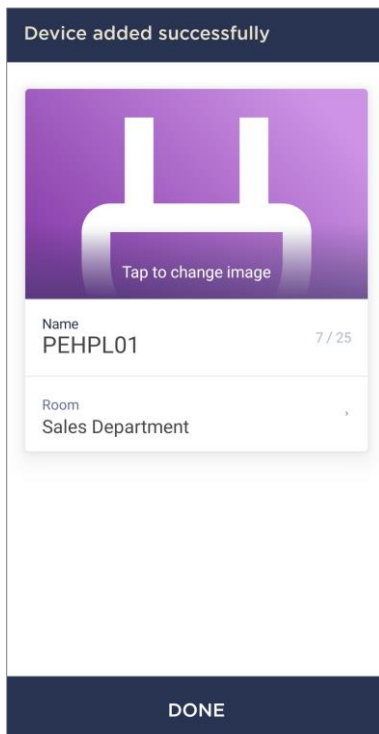 Device added successfully
Tap to change image
Name
PEHPL01
7 / 25
Room
Sales Department
DONE